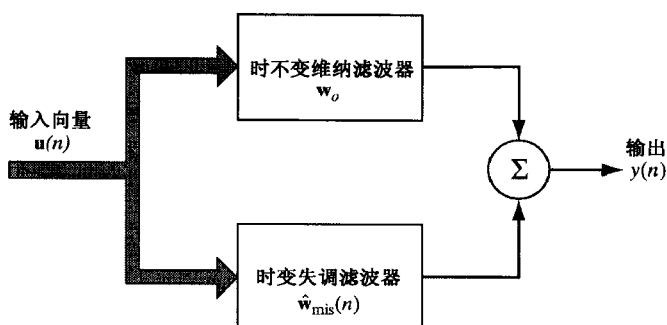 时不变维纳滤波器
w_o
输入向量
u(n)
Σ
输出
y(n)
时变失调滤波器
ŵ_mis(n)